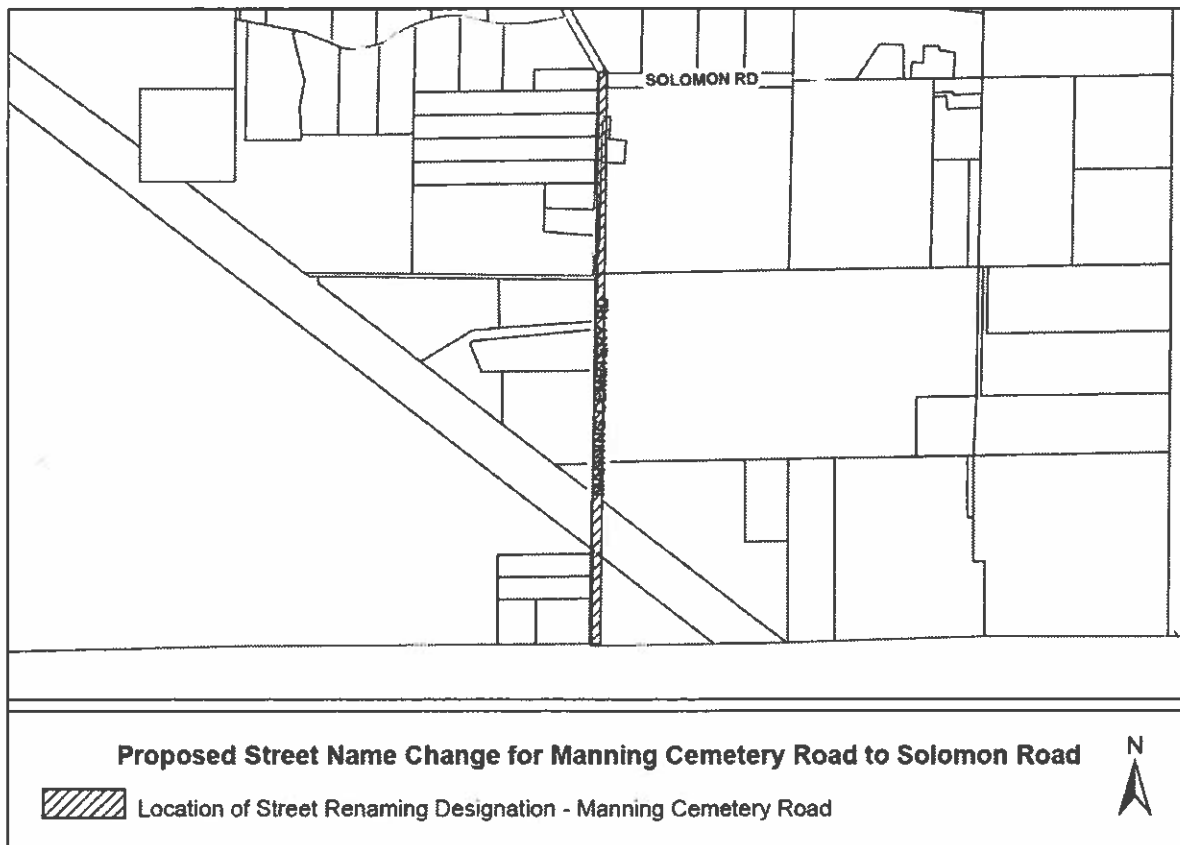 SOLOMON RD
Proposed Street Name Change for Manning Cemetery Road to Solomon Road
N
Location of Street Renaming Designation - Manning Cemetery Road